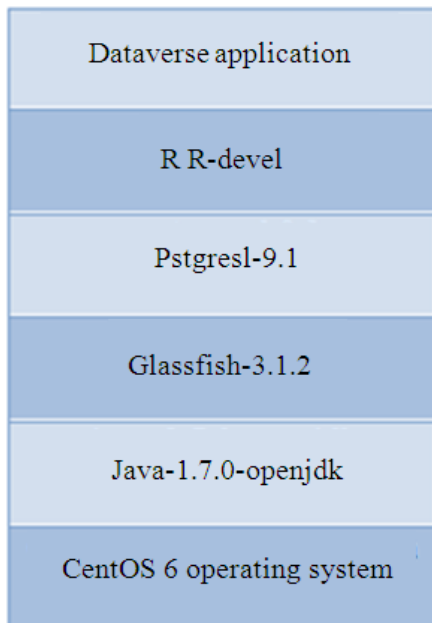 Dataverse application
R R-devel
Pstgresl-9.1
Glassfish-3.1.2
Java-1.7.0-openjdk
CentOS 6 operating system